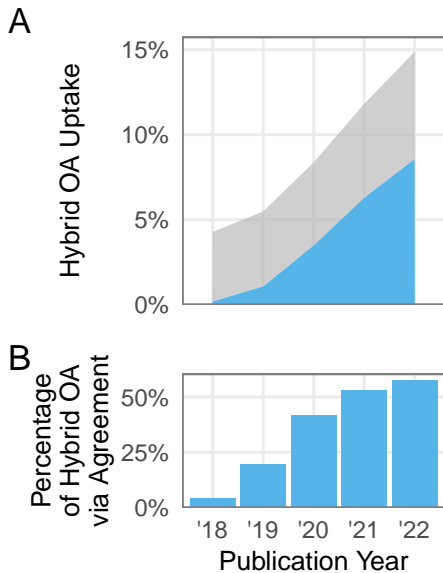 A
15%
10%
5%
0%
Hybrid OA Uptake
B
50%
25%
0%
Percentage
of Hybrid OA
via Agreement
'18 '19 '20 '21 '22
Publication Year